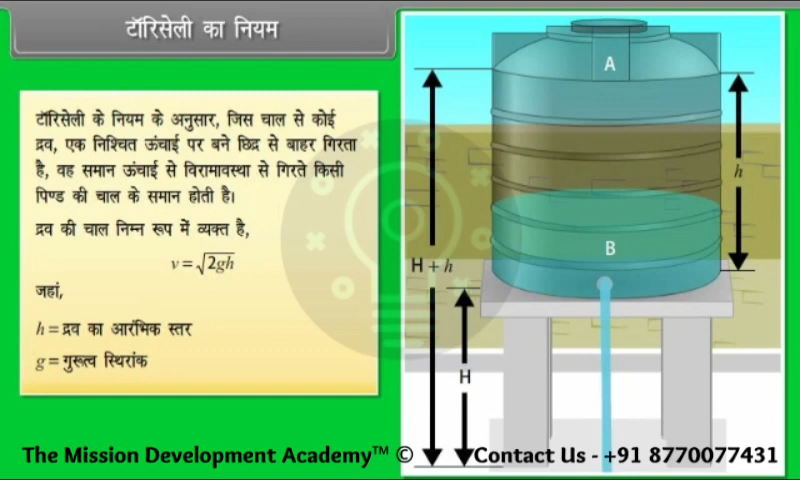 टॉरिसेली का नियम
टॉरिसेली के नियम के अनुसार, जिस चाल से कोई
द्रव, एक निश्चित ऊंचाई पर बने छिद्र से बाहर गिरता
है, वह समान ऊंचाई से विरामावस्था से गिरते किसी
पिण्ड की चाल के समान होती है।
द्रव की चाल निम्न रूप में व्यक्त है,
v = √2gh
जहां,
h = द्रव का आरंभिक स्तर
g = गुरूत्व स्थिरांक
A
h
B
H + h
H
The Mission Development Academy™ ©
Contact Us - +91 8770077431